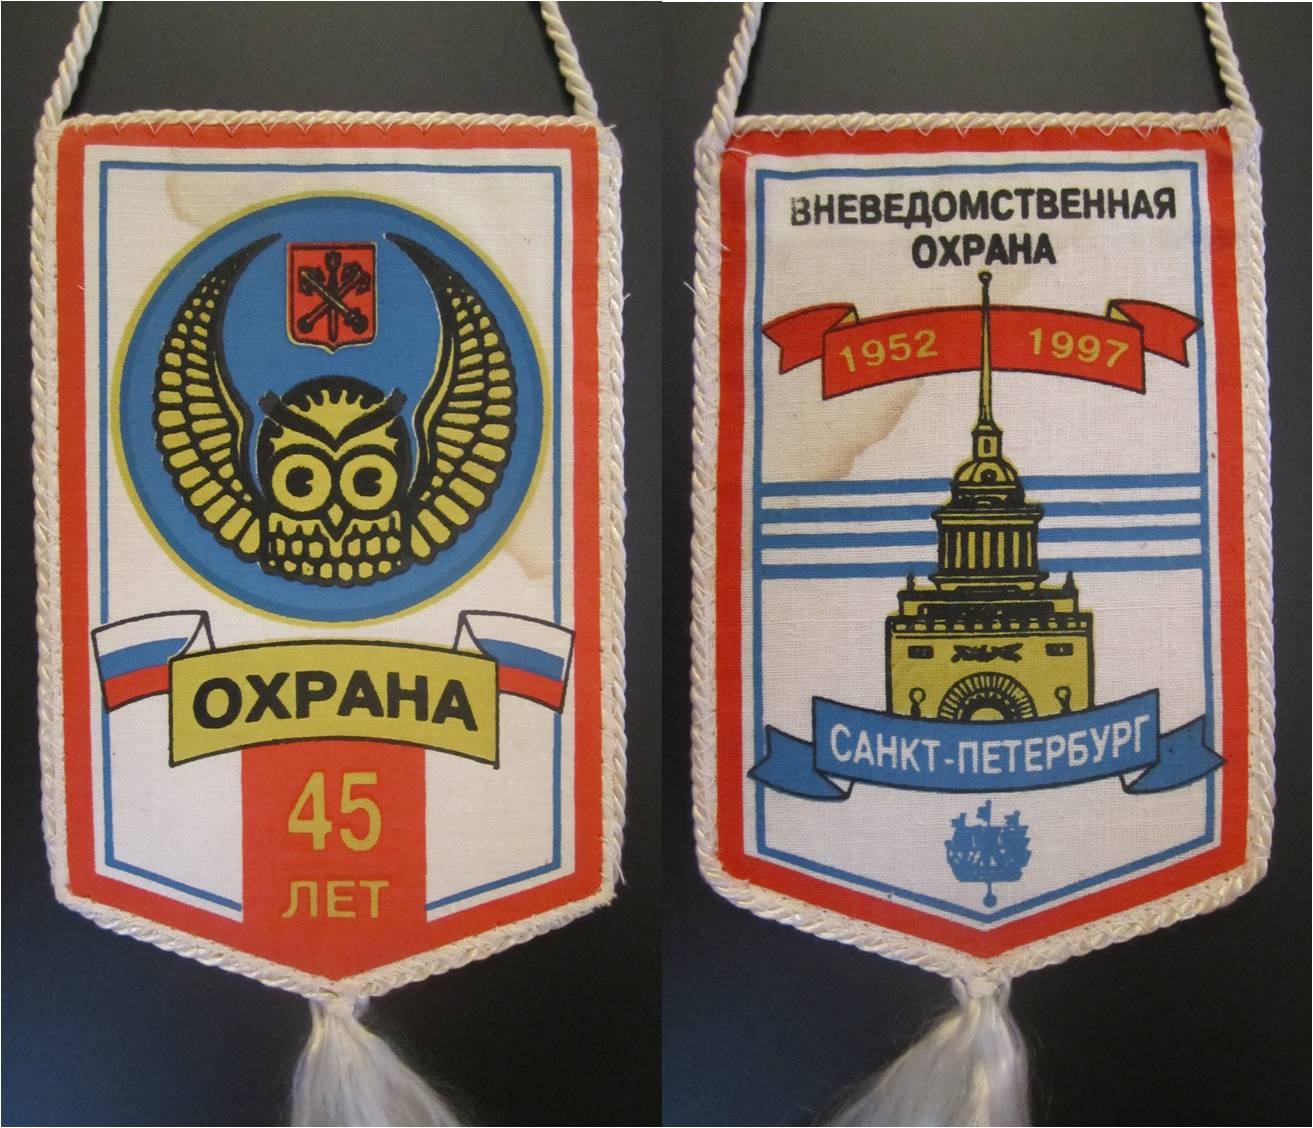 ОХРАНА
45
ЛЕТ
ВНЕВЕДОМСТВЕННАЯ
ОХРАНА
1952 1997
САНКТ-ПЕТЕРБУРГ